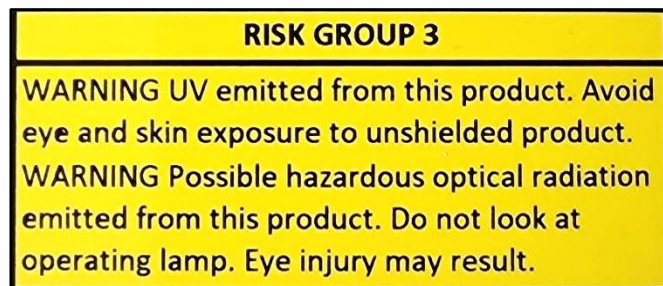 RISK GROUP 3
WARNING UV emitted from this product. Avoid
eye and skin exposure to unshielded product.
WARNING Possible hazardous optical radiation
emitted from this product. Do not look at
operating lamp. Eye injury may result.